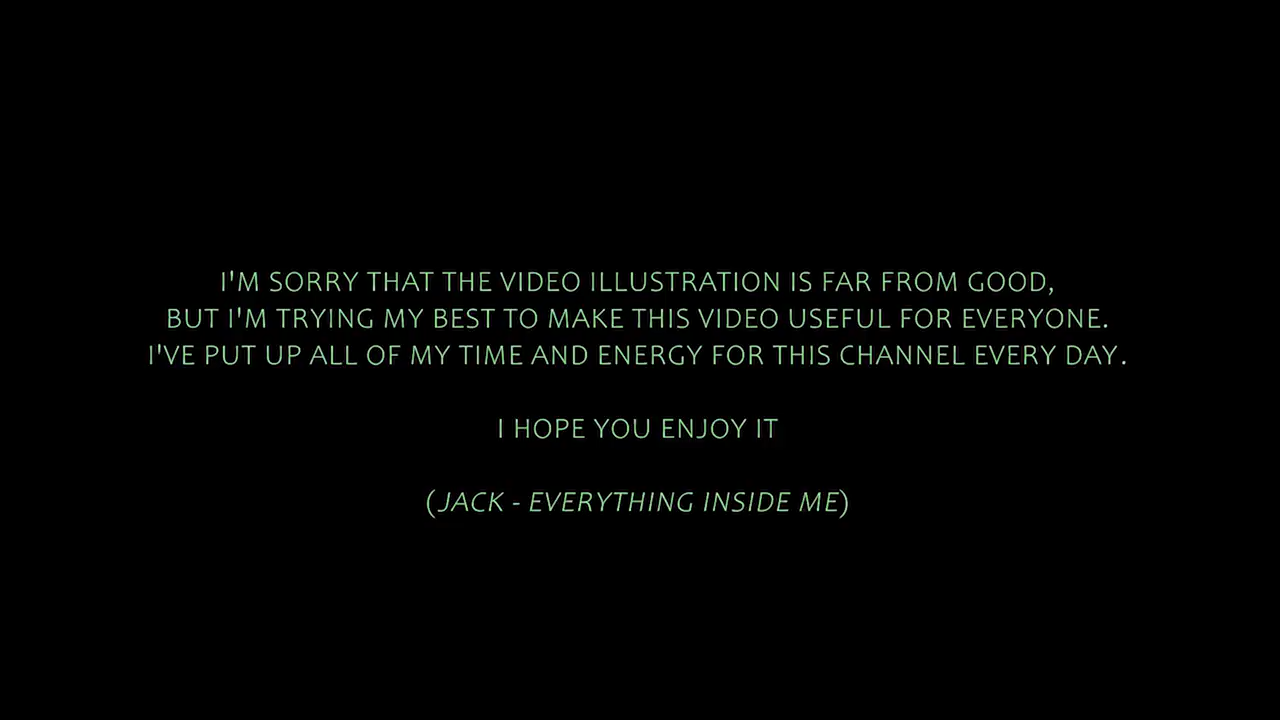 I'M SORRY THAT THE VIDEO ILLUSTRATION IS FAR FROM GOOD,
BUT I'M TRYING MY BEST TO MAKE THIS VIDEO USEFUL FOR EVERYONE.
I'VE PUT UP ALL OF MY TIME AND ENERGY FOR THIS CHANNEL EVERY DAY.
I HOPE YOU ENJOY IT
(JACK - EVERYTHING INSIDE ME)